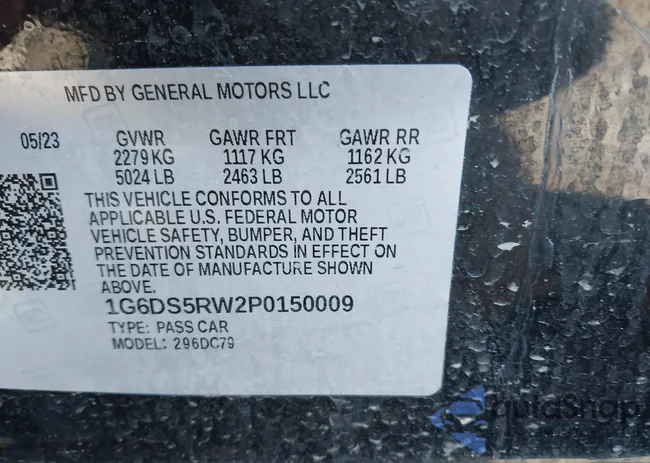 MFD BY GENERAL MOTORS LLC
05/23 GVWR GAWR FRT GAWR RR
2279 KG 1117 KG 1162 KG
5024 LB 2463 LB 2561 LB
THIS VEHICLE CONFORMS TO ALL
APPLICABLE U.S. FEDERAL MOTOR
VEHICLE SAFETY, BUMPER, AND THEFT
PREVENTION STANDARDS IN EFFECT ON
THE DATE OF MANUFACTURE SHOWN
ABOVE.
1G6DS5RW2P0150009
TYPE: PASS CAR
MODEL: 296DC79
AutoSnap